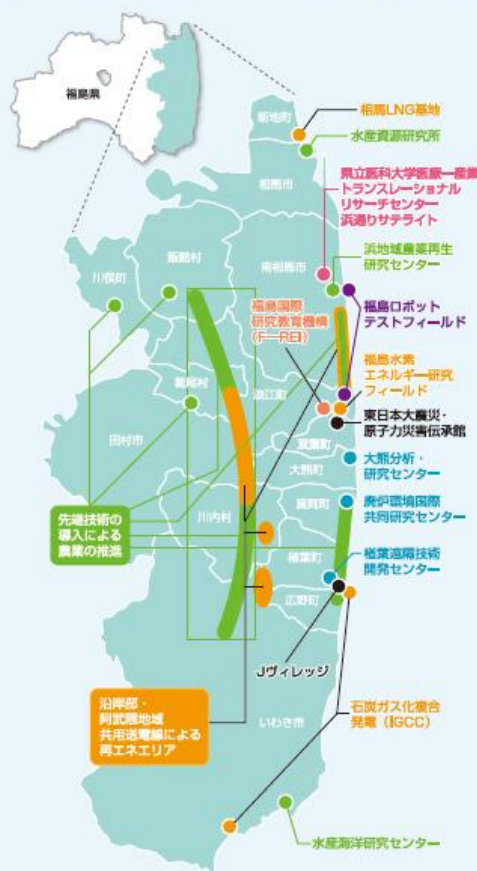 福島県
新地町
相馬LNG基地
水産資源研究所
相馬市
県立医科大学医療－産業
トランスレーショナル
リサーチセンター
浜通りサテライト
飯舘村
南相馬市
川俣町
浜地域農業再生
研究センター
福島国際
研究教育機構
(F－REI)
福島ロボット
テストフィールド
葛尾村
浪江町
福島水素
エネルギー研究
フィールド
東日本大震災・
原子力災害伝承館
田村市
双葉町
大熊町
大熊分析・
研究センター
富岡町
廃炉環境国際
共同研究センター
先端技術の
導入による
農業の推進
川内村
楢葉町
楢葉遠隔技術
開発センター
広野町
Jヴィレッジ
沿岸部・
阿武隈地域
共用送電線による
再エネエリア
いわき市
石炭ガス化複合
発電(IGCC)
水産海洋研究センター